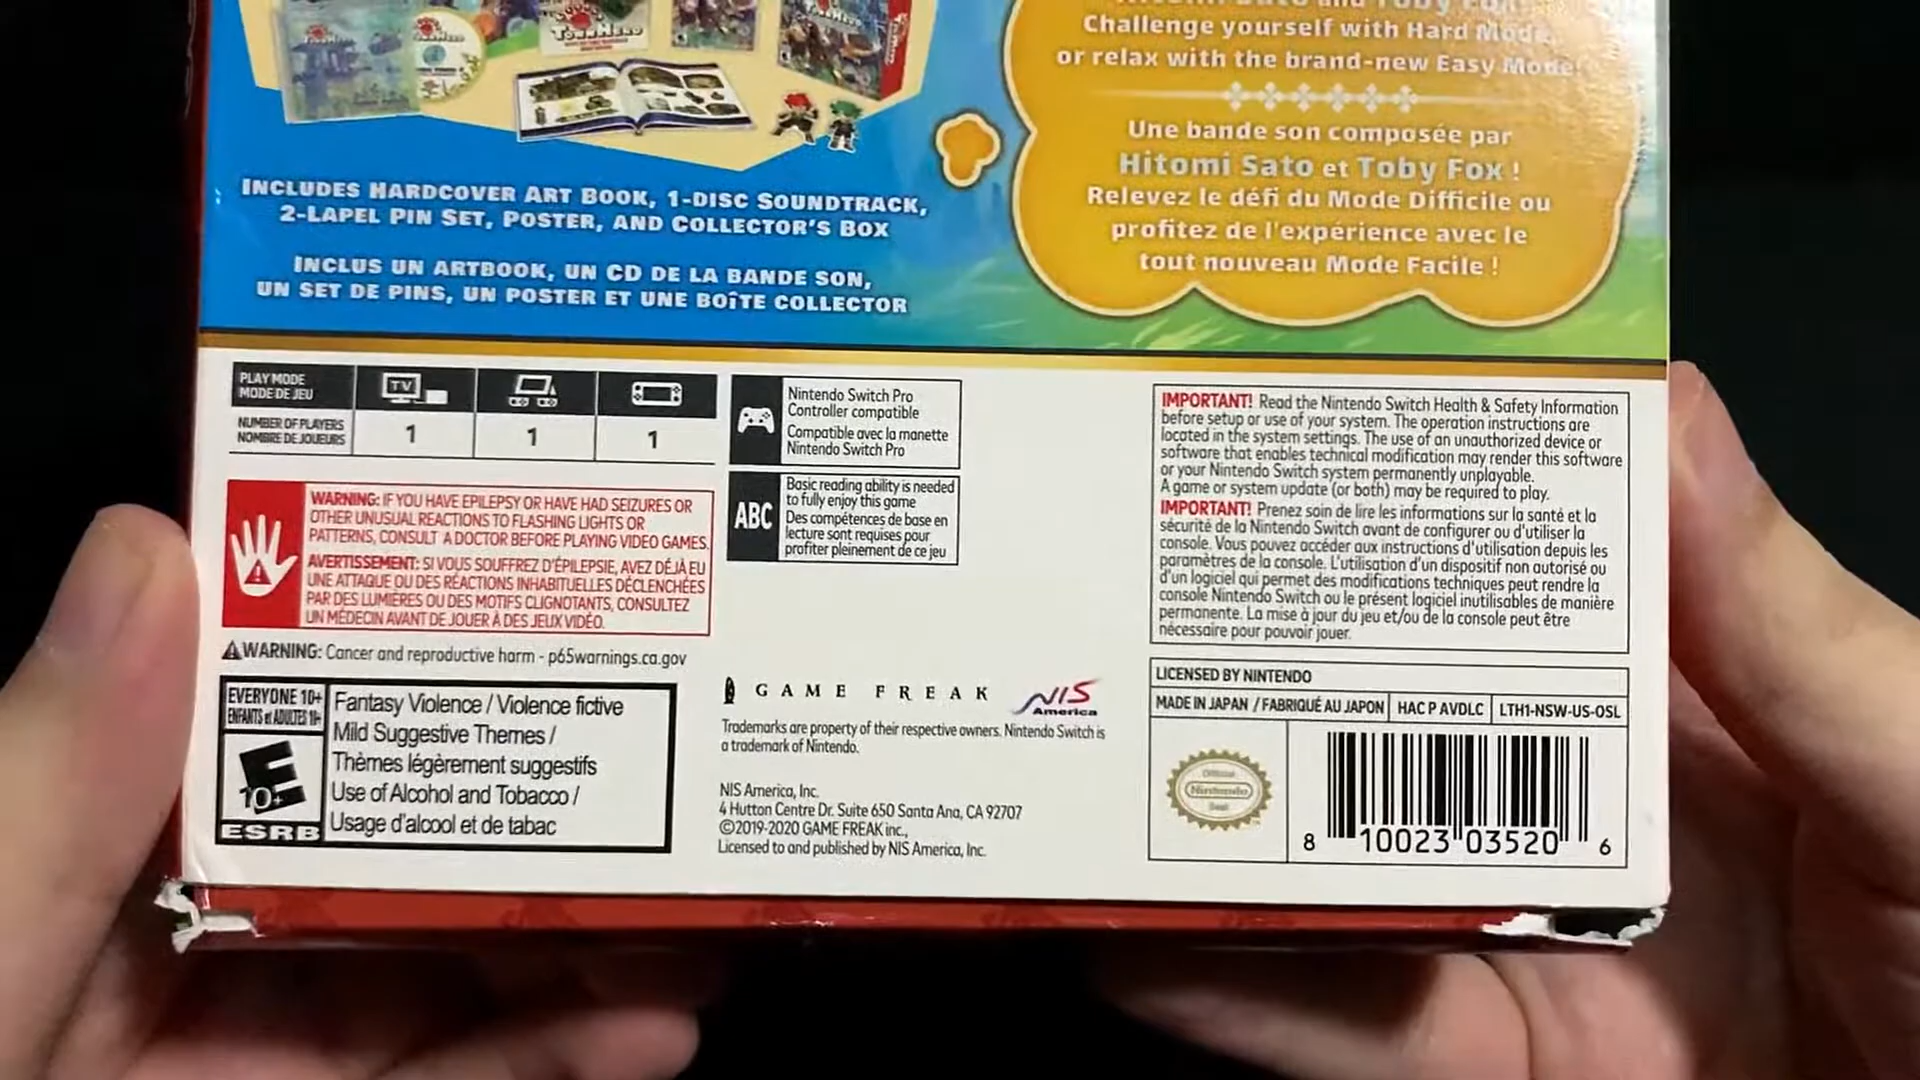 TownHero
Hitomi Sato and Toby Fox!
Challenge yourself with Hard Mode,
or relax with the brand-new Easy Mode!
Une bande son composée par
Hitomi Sato et Toby Fox !
Relevez le défi du Mode Difficile ou
profitez de l'expérience avec le
tout nouveau Mode Facile !
INCLUDES HARDCOVER ART BOOK, 1-DISC SOUNDTRACK,
2-LAPEL PIN SET, POSTER, AND COLLECTOR'S BOX
INCLUS UN ARTBOOK, UN CD DE LA BANDE SON,
UN SET DE PINS, UN POSTER ET UNE BOÎTE COLLECTOR
PLAY MODE
MODE DE JEU
TV
NUMBER OF PLAYERS
NOMBRE DE JOUEURS
1
1
1
Nintendo Switch Pro
Controller compatible
Compatible avec la manette
Nintendo Switch Pro
ABC
Basic reading ability is needed
to fully enjoy this game
Des compétences de base en
lecture sont requises pour
profiter pleinement de ce jeu
WARNING: IF YOU HAVE EPILEPSY OR HAVE HAD SEIZURES OR
OTHER UNUSUAL REACTIONS TO FLASHING LIGHTS OR
PATTERNS, CONSULT A DOCTOR BEFORE PLAYING VIDEO GAMES.
AVERTISSEMENT: SI VOUS SOUFFREZ D'ÉPILEPSIE, AVEZ DÉJÀ EU
UNE ATTAQUE OU DES RÉACTIONS INHABITUELLES DÉCLENCHÉES
PAR DES LUMIÈRES OU DES MOTIFS CLIGNOTANTS, CONSULTEZ
UN MÉDECIN AVANT DE JOUER À DES JEUX VIDÉO.
WARNING: Cancer and reproductive harm - p65warnings.ca.gov
EVERYONE 10+
ENFANTS et ADULTES 10+
E
10+
ESRB
Fantasy Violence / Violence fictive
Mild Suggestive Themes /
Thèmes légèrement suggestifs
Use of Alcohol and Tobacco /
Usage d'alcool et de tabac
GAME FREAK
NIS
America
Trademarks are property of their respective owners. Nintendo Switch is
a trademark of Nintendo.
NIS America, Inc.
4 Hutton Centre Dr. Suite 650 Santa Ana, CA 92707
©2019-2020 GAME FREAK inc.,
Licensed to and published by NIS America, Inc.
IMPORTANT! Read the Nintendo Switch Health & Safety Information
before setup or use of your system. The operation instructions are
located in the system settings. The use of an unauthorized device or
software that enables technical modification may render this software
or your Nintendo Switch system permanently unplayable.
A game or system update (or both) may be required to play.
IMPORTANT! Prenez soin de lire les informations sur la santé et la
sécurité de la Nintendo Switch avant de configurer ou d'utiliser la
console. Vous pouvez accéder aux instructions d'utilisation depuis les
paramètres de la console. L'utilisation d'un dispositif non autorisé ou
d'un logiciel qui permet des modifications techniques peut rendre la
console Nintendo Switch ou le présent logiciel inutilisables de manière
permanente. La mise à jour du jeu et/ou de la console peut être
nécessaire pour pouvoir jouer.
LICENSED BY NINTENDO
MADE IN JAPAN / FABRIQUÉ AU JAPON
HAC P AVDLC
LTH1-NSW-US-OSL
Official
Nintendo
Seal
8 10023 03520 6